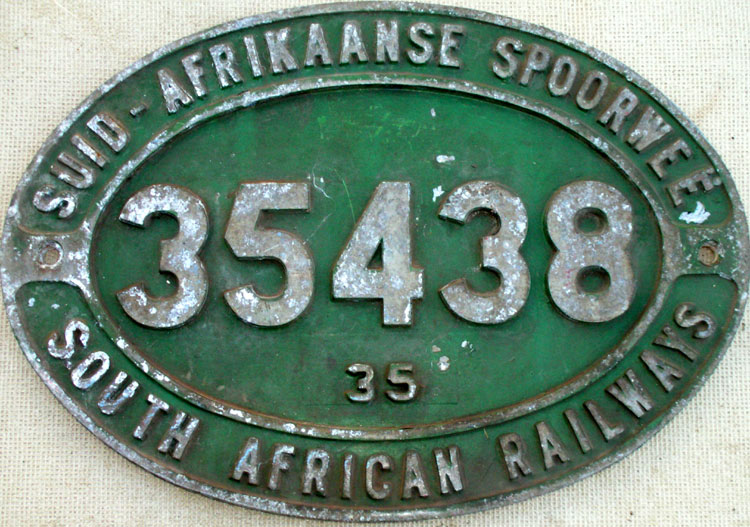 SUID-AFRIKAANSE SPOORWEË
35438
35
SOUTH AFRICAN RAILWAYS